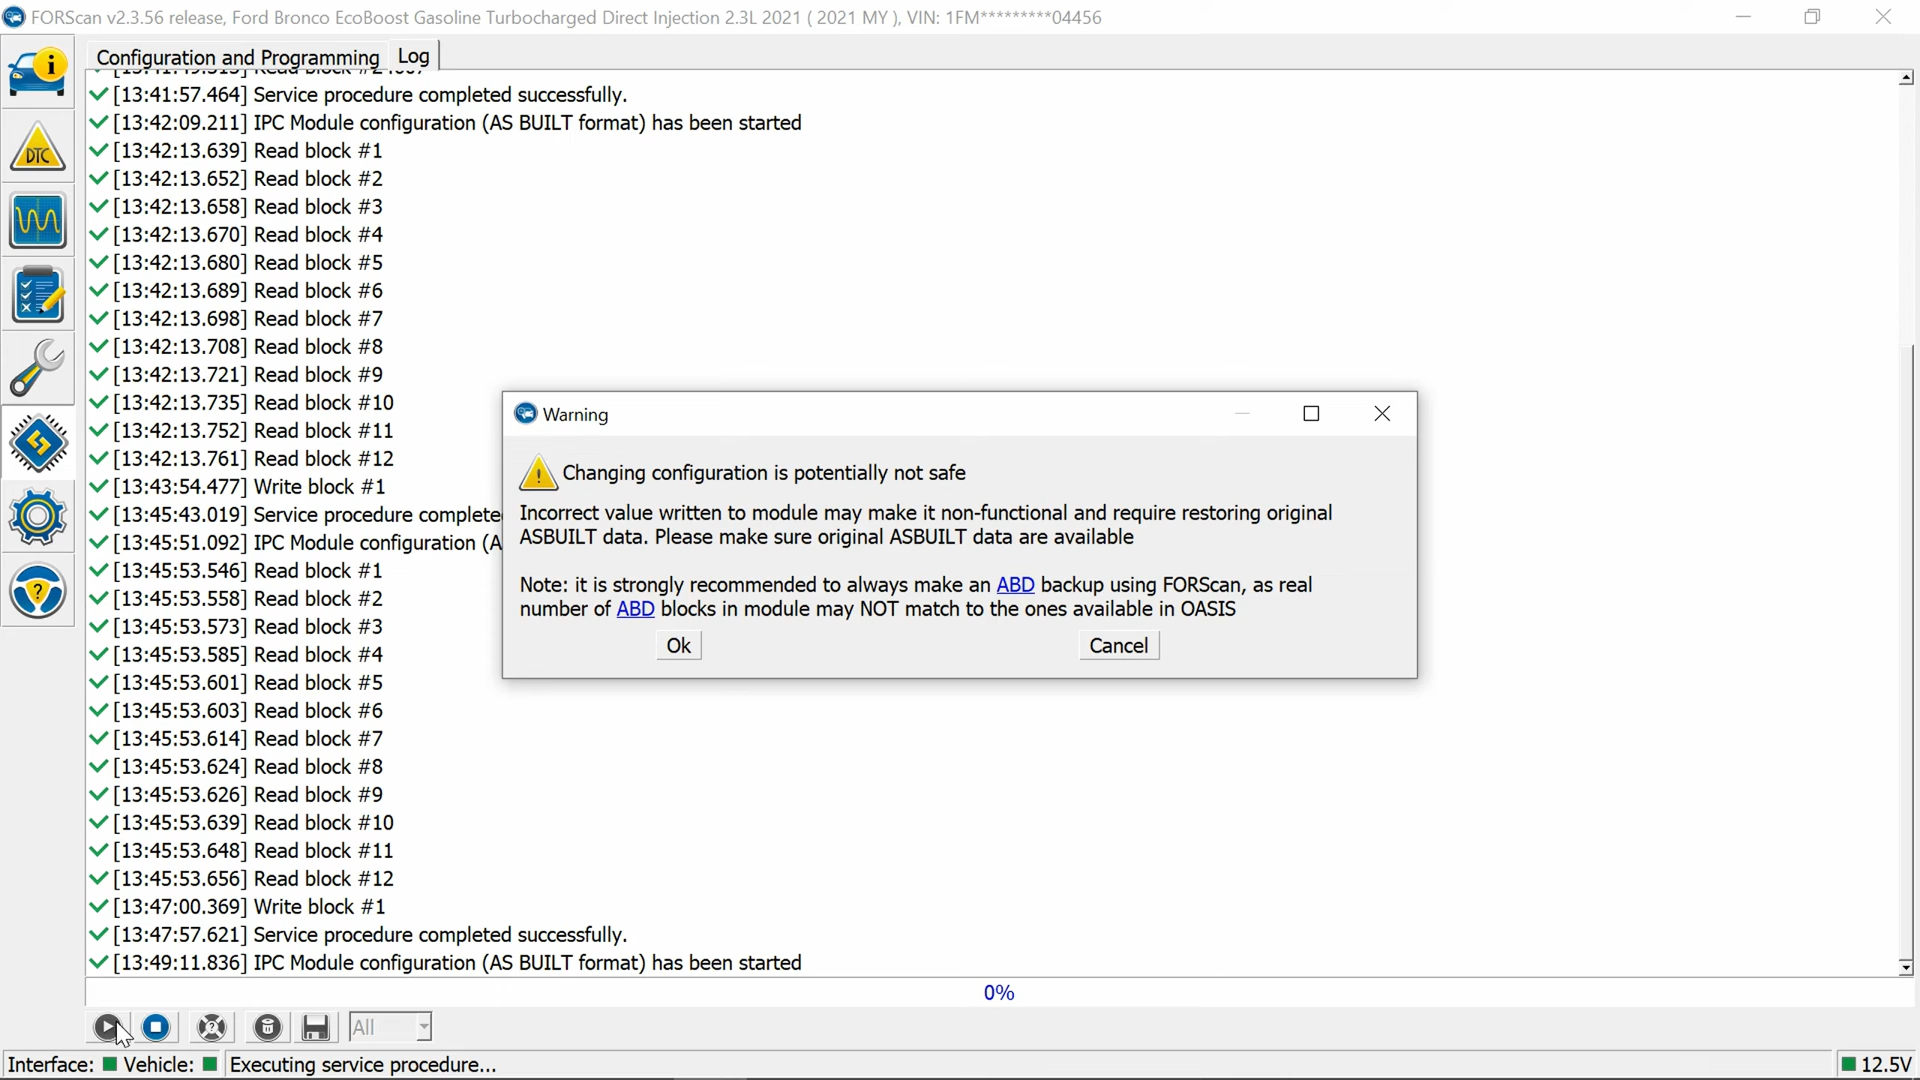 FORScan v2.3.56 release, Ford Bronco EcoBoost Gasoline Turbocharged Direct Injection 2.3L 2021 ( 2021 MY ), VIN: 1FM*********04456
Configuration and Programming Log
✓ [13:41:57.464] Service procedure completed successfully.
✓ [13:42:09.211] IPC Module configuration (AS BUILT format) has been started
✓ [13:42:13.639] Read block #1
✓ [13:42:13.652] Read block #2
✓ [13:42:13.658] Read block #3
✓ [13:42:13.670] Read block #4
✓ [13:42:13.680] Read block #5
✓ [13:42:13.689] Read block #6
✓ [13:42:13.698] Read block #7
✓ [13:42:13.708] Read block #8
✓ [13:42:13.721] Read block #9
✓ [13:42:13.735] Read block #10
✓ [13:42:13.752] Read block #11
✓ [13:42:13.761] Read block #12
✓ [13:43:54.477] Write block #1
✓ [13:45:43.019] Service procedure complete
✓ [13:45:51.092] IPC Module configuration (A
✓ [13:45:53.546] Read block #1
✓ [13:45:53.558] Read block #2
✓ [13:45:53.573] Read block #3
✓ [13:45:53.585] Read block #4
✓ [13:45:53.601] Read block #5
✓ [13:45:53.603] Read block #6
✓ [13:45:53.614] Read block #7
✓ [13:45:53.624] Read block #8
✓ [13:45:53.626] Read block #9
✓ [13:45:53.639] Read block #10
✓ [13:45:53.648] Read block #11
✓ [13:45:53.656] Read block #12
✓ [13:47:00.369] Write block #1
✓ [13:47:57.621] Service procedure completed successfully.
✓ [13:49:11.836] IPC Module configuration (AS BUILT format) has been started
Warning
Changing configuration is potentially not safe
Incorrect value written to module may make it non-functional and require restoring original
ASBUILT data. Please make sure original ASBUILT data are available
Note: it is strongly recommended to always make an ABD backup using FORScan, as real
number of ABD blocks in module may NOT match to the ones available in OASIS
Ok Cancel
DTC
0%
All
Interface: Vehicle: Executing service procedure... 12.5V